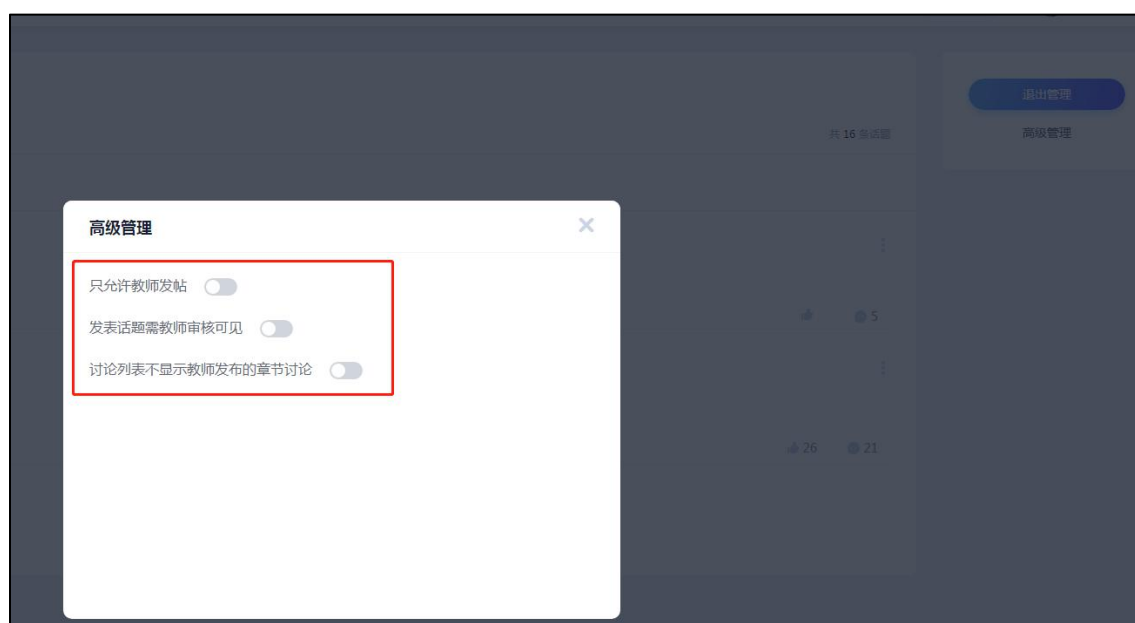 退出管理
共 16 条话题
高级管理
高级管理
只允许教师发帖
发表话题需教师审核可见
5
讨论列表不显示教师发布的章节讨论
26
21